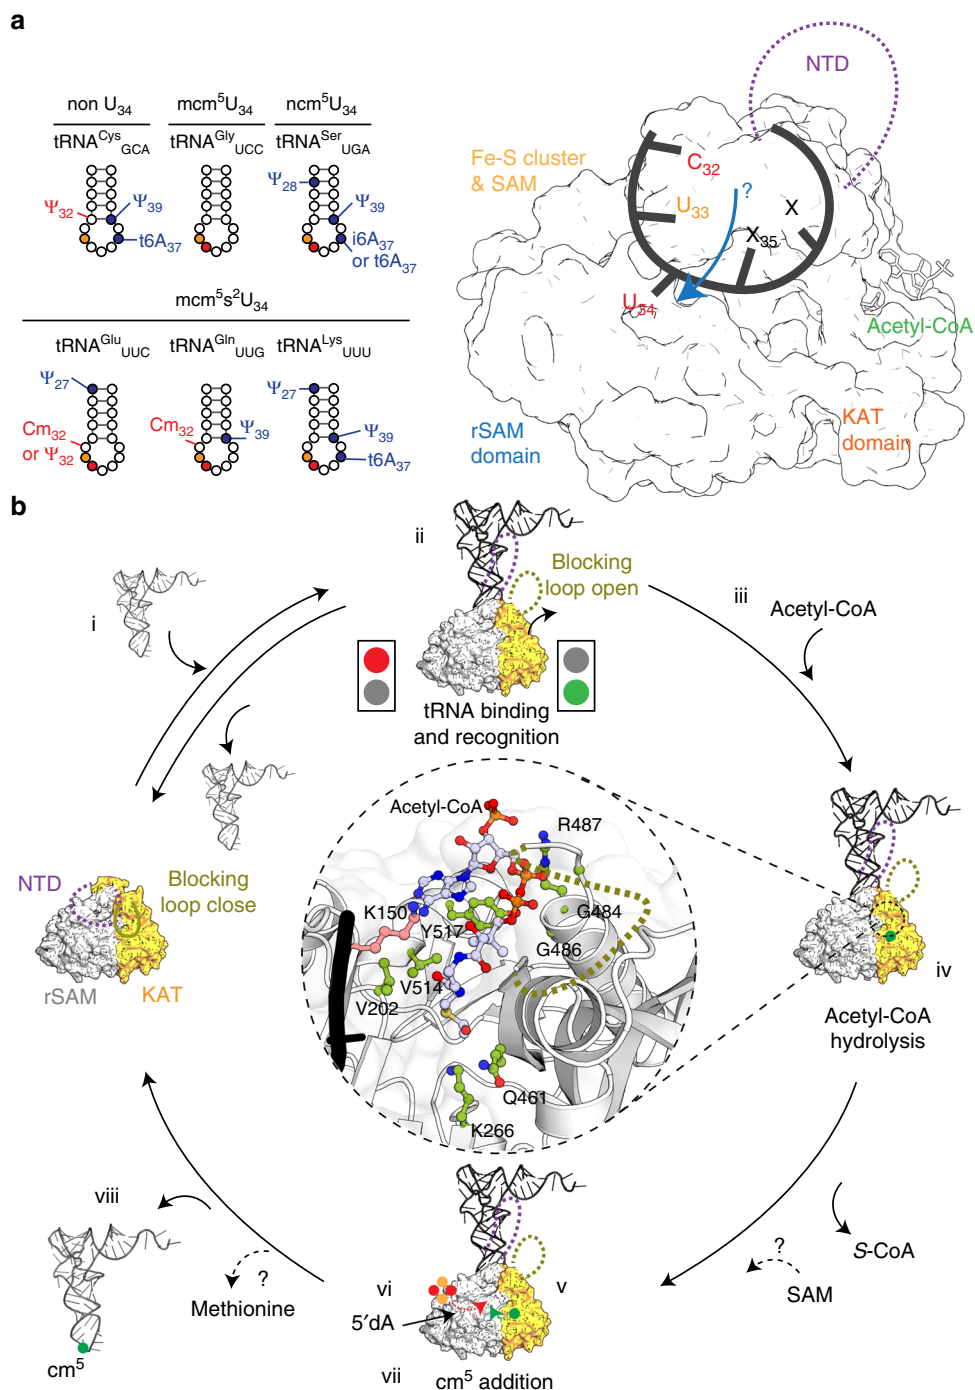 a
non U34
mcm5U34
ncm5U34
tRNACysGCA
tRNAGlyUCC
tRNASerUGA
Ψ28
Ψ32
Ψ39
Ψ39
t6A37
i6A37
or t6A37
mcm5s2U34
tRNAGluUUC
tRNAGlnUUG
tRNALysUUU
Ψ27
Ψ27
Cm32
or Ψ32
Cm32
Ψ39
Ψ39
t6A37
NTD
Fe-S cluster
& SAM
C32
U33
?
X
X35
U34
Acetyl-CoA
rSAM
domain
KAT
domain
b
i
ii
Blocking
loop open
iii
Acetyl-CoA
tRNA binding
and recognition
NTD
Blocking
loop close
rSAM
KAT
Acetyl-CoA
R487
K150
Y517
G484
G486
V514
V202
Q461
K266
iv
Acetyl-CoA
hydrolysis
S-CoA
?
SAM
v
vi
5′dA
vii
cm5 addition
viii
?
Methionine
cm5